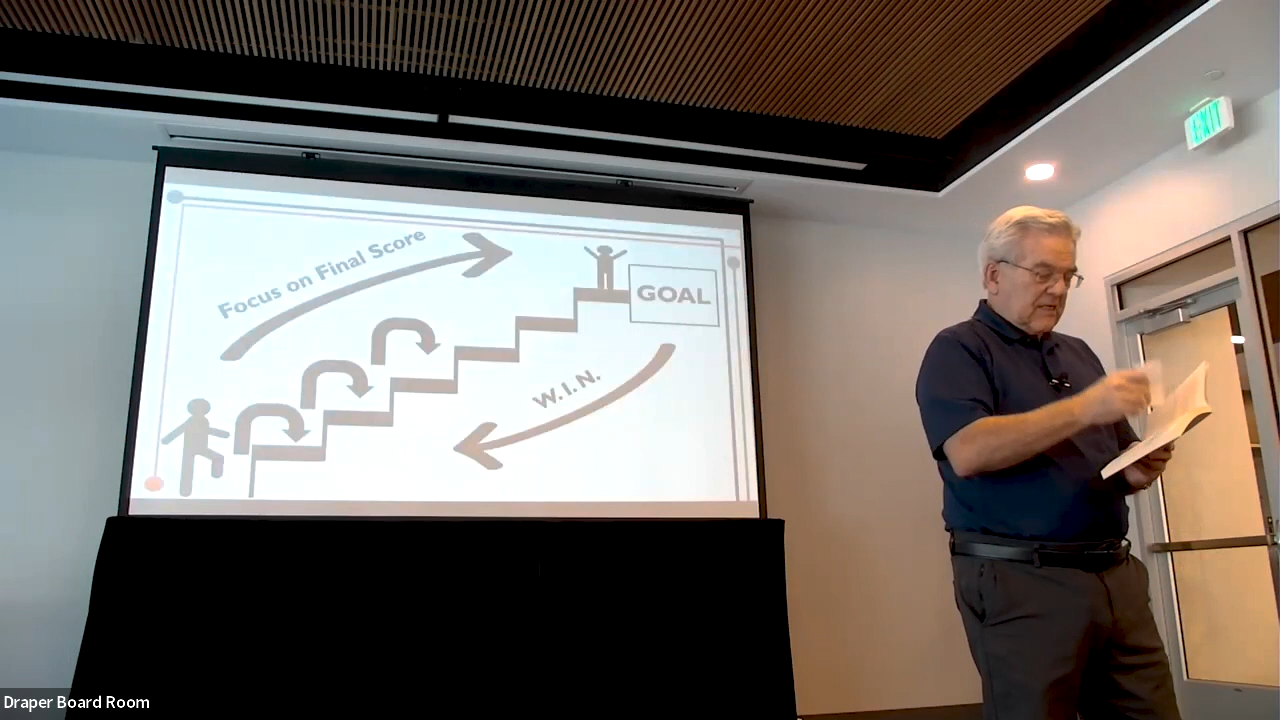 EXIT
Focus on Final Score
GOAL
W.I.N.
Draper Board Room